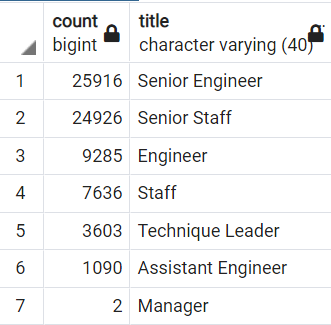 count title
bigint character varying (40)
1 25916 Senior Engineer
2 24926 Senior Staff
3 9285 Engineer
4 7636 Staff
5 3603 Technique Leader
6 1090 Assistant Engineer
7 2 Manager